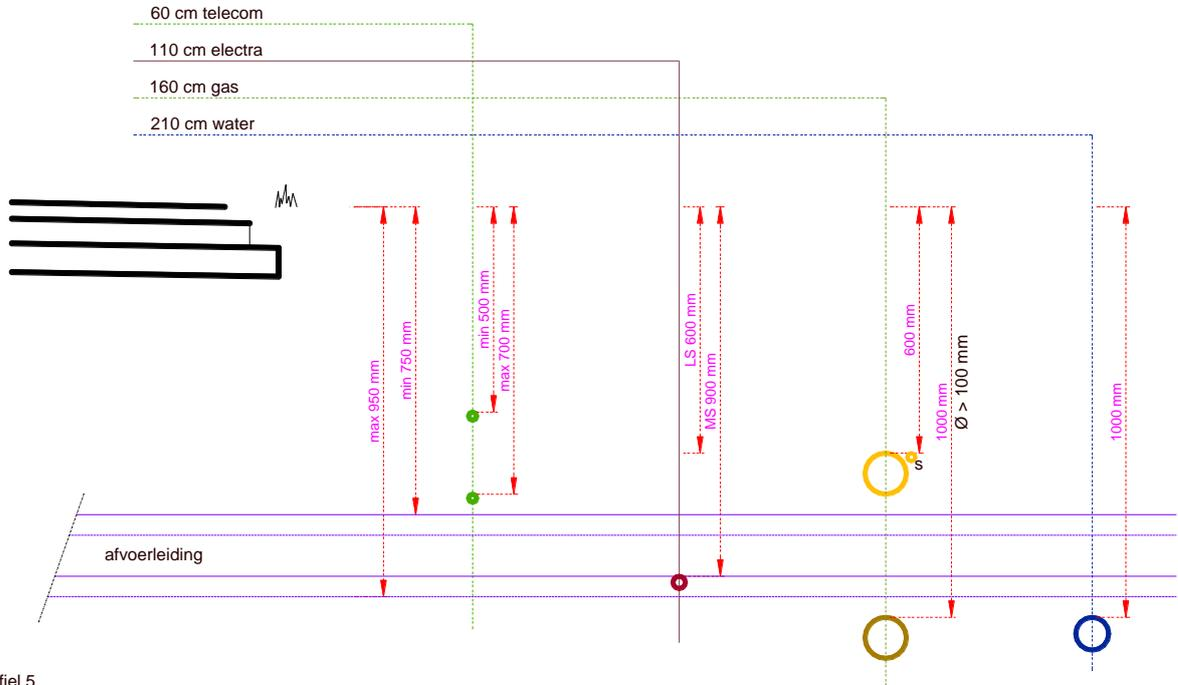 60 cm telecom
110 cm electra
160 cm gas
210 cm water
max 950 mm
min 750 mm
min 500 mm
max 700 mm
LS 600 mm
MS 900 mm
600 mm
1000 mm
Ø > 100 mm
1000 mm
s
afvoerleiding
fiel 5